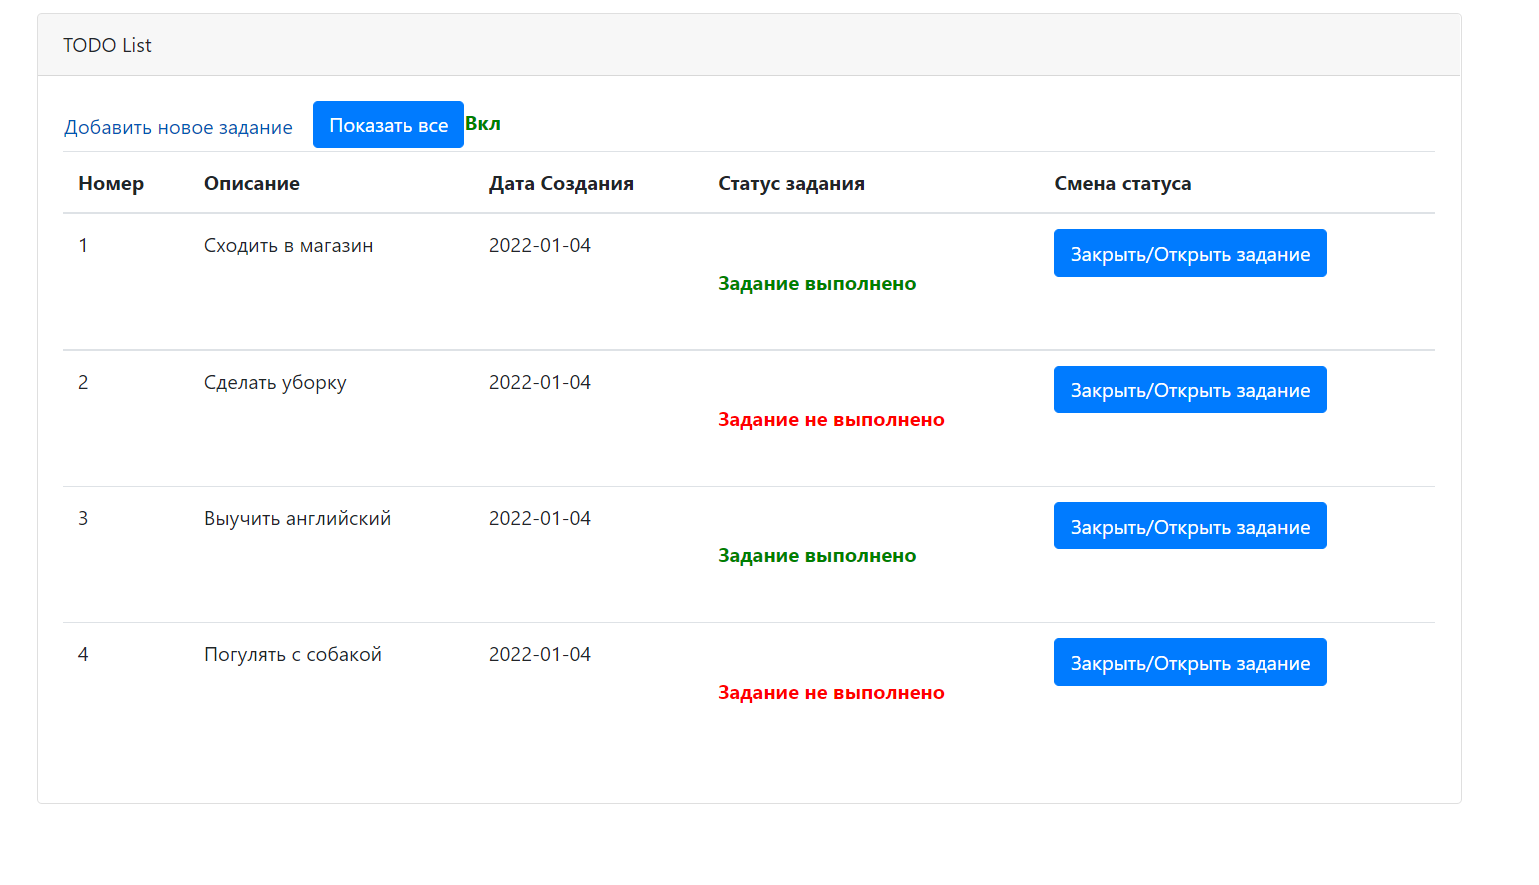 TODO List
Добавить новое задание Показать все Вкл
Номер Описание Дата Создания Статус задания Смена статуса
1 Сходить в магазин 2022-01-04 Закрыть/Открыть задание
Задание выполнено
2 Сделать уборку 2022-01-04 Закрыть/Открыть задание
Задание не выполнено
3 Выучить английский 2022-01-04 Закрыть/Открыть задание
Задание выполнено
4 Погулять с собакой 2022-01-04 Закрыть/Открыть задание
Задание не выполнено